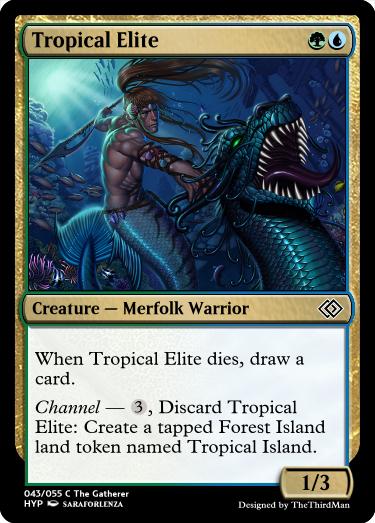 Tropical Elite
Creature — Merfolk Warrior
When Tropical Elite dies, draw a
card.
Channel — 3, Discard Tropical
Elite: Create a tapped Forest Island
land token named Tropical Island.
1/3
043/055 C The Gatherer
HYP SARAFORLENZA
Designed by TheThirdMan